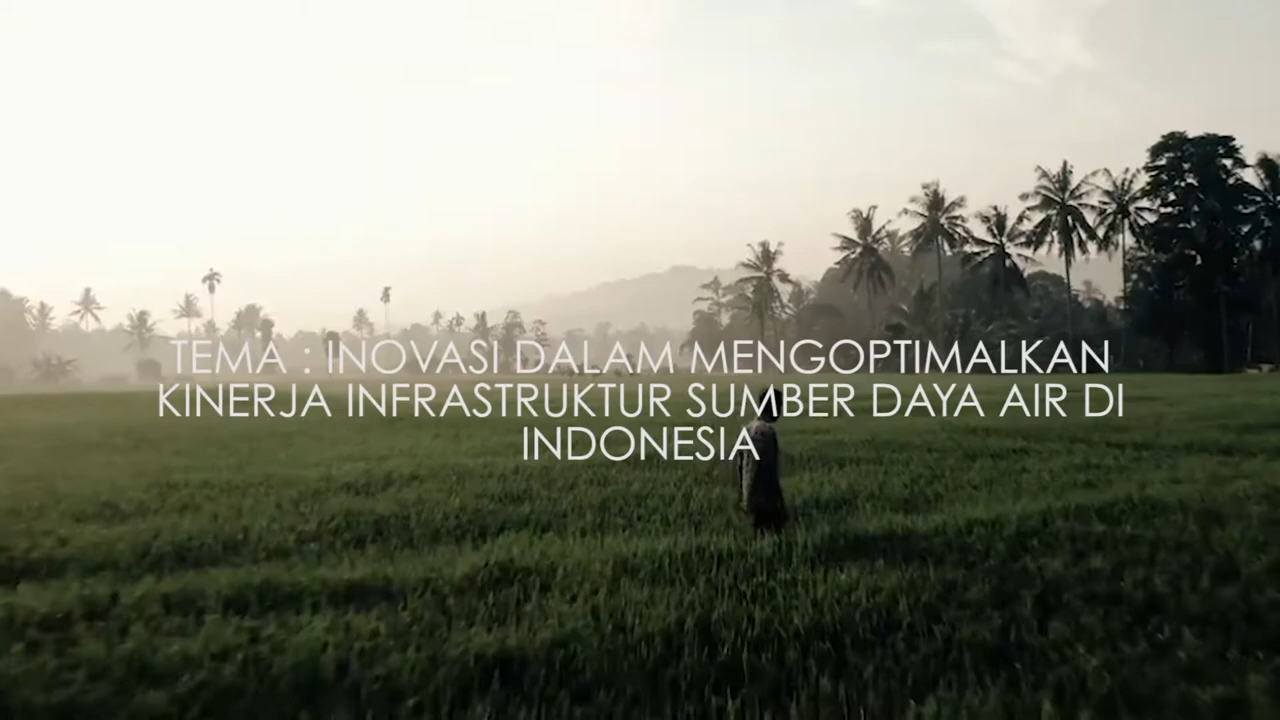 TEMA : INOVASI DALAM MENGOPTIMALKAN
KINERJA INFRASTRUKTUR SUMBER DAYA AIR DI
INDONESIA